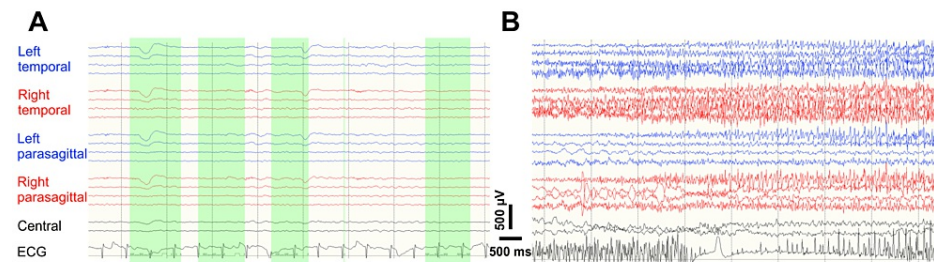 A
B
Left
temporal
Right
temporal
Left
parasagittal
Right
parasagittal
Central
ECG
500 µV
500 ms